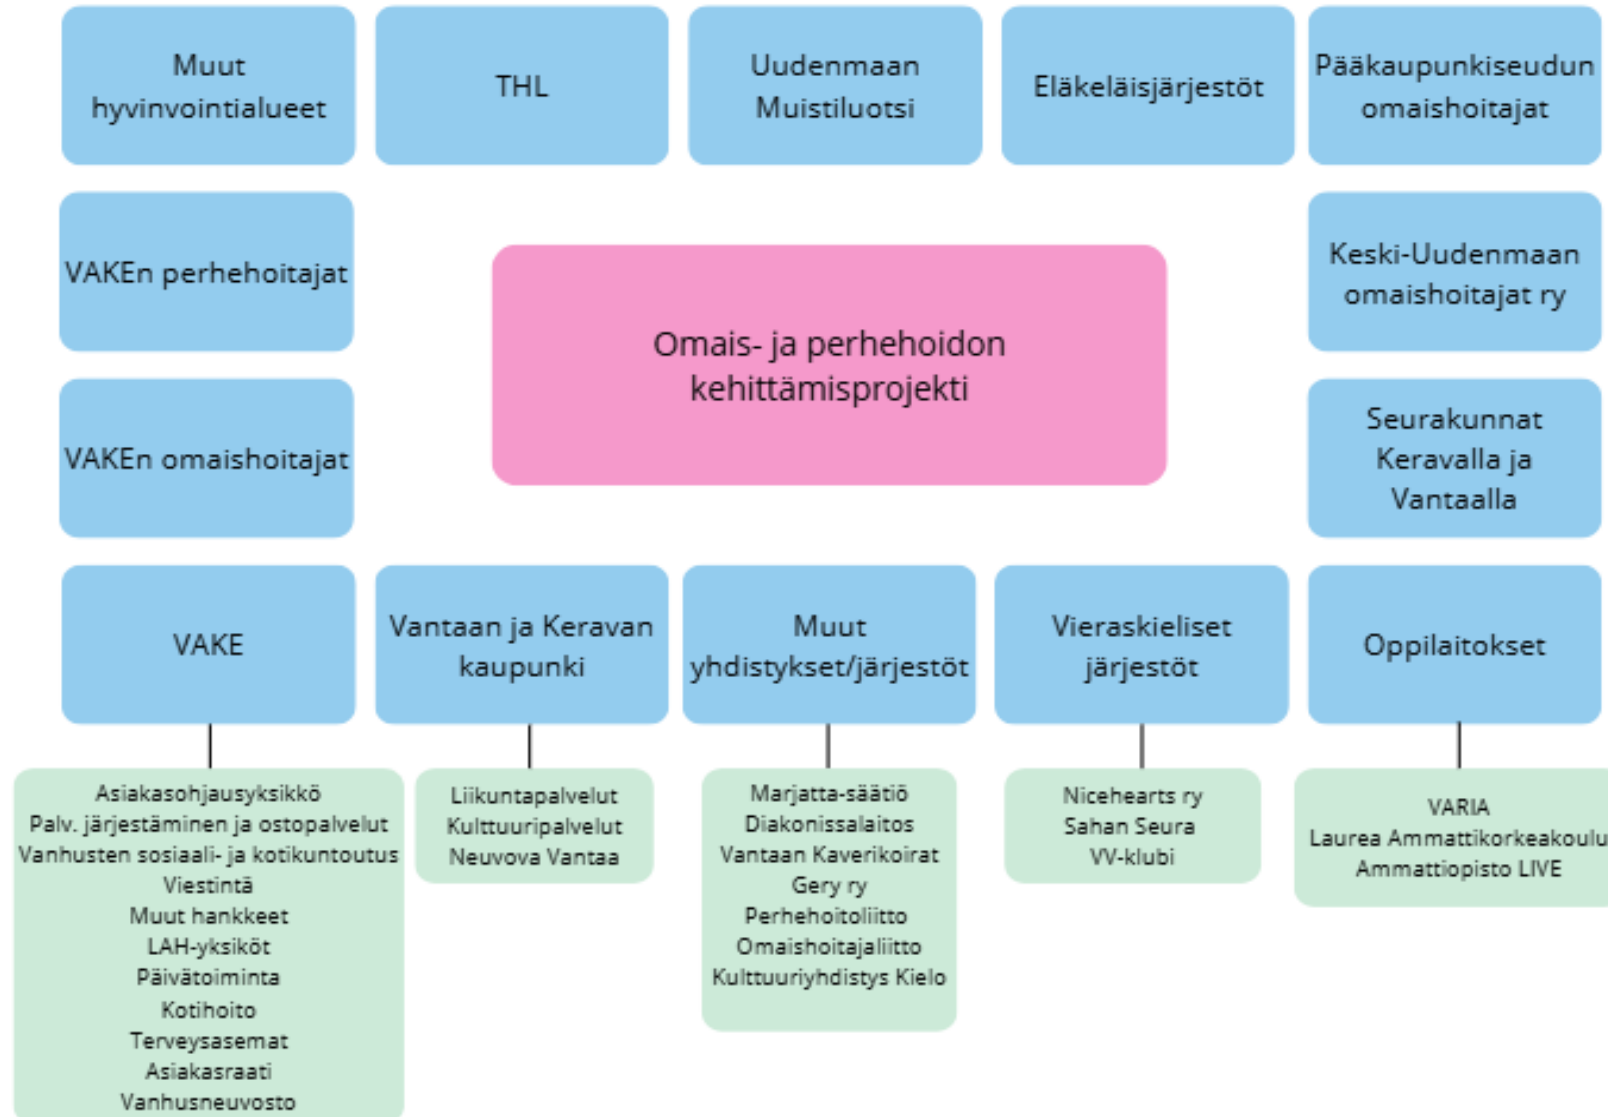 Muut
hyvinvointialueet
THL
Uudenmaan
Muistiluotsi
Eläkeläisjärjestöt
Pääkaupunkiseudun
omaishoitajat
VAKEn perhehoitajat
Keski-Uudenmaan
omaishoitajat ry
Omais- ja perhehoidon
kehittämisprojekti
VAKEn omaishoitajat
Seurakunnat
Keravalla ja
Vantaalla
VAKE
Vantaan ja Keravan
kaupunki
Muut
yhdistykset/järjestöt
Vieraskieliset
järjestöt
Oppilaitokset
Asiakasohjausyksikkö
Palv. järjestäminen ja ostopalvelut
Vanhusten sosiaali- ja kotikuntoutus
Viestintä
Muut hankkeet
LAH-yksiköt
Päivätoiminta
Kotihoito
Terveysasemat
Asiakasraati
Vanhusneuvosto
Liikuntapalvelut
Kulttuuripalvelut
Neuvova Vantaa
Marjatta-säätiö
Diakonissalaitos
Vantaan Kaverikoirat
Gery ry
Perhehoitoliitto
Omaishoitajaliitto
Kulttuuriyhdistys Kielo
Nicehearts ry
Sahan Seura
VV-klubi
VARIA
Laurea Ammattikorkeakoulu
Ammattiopisto LIVE